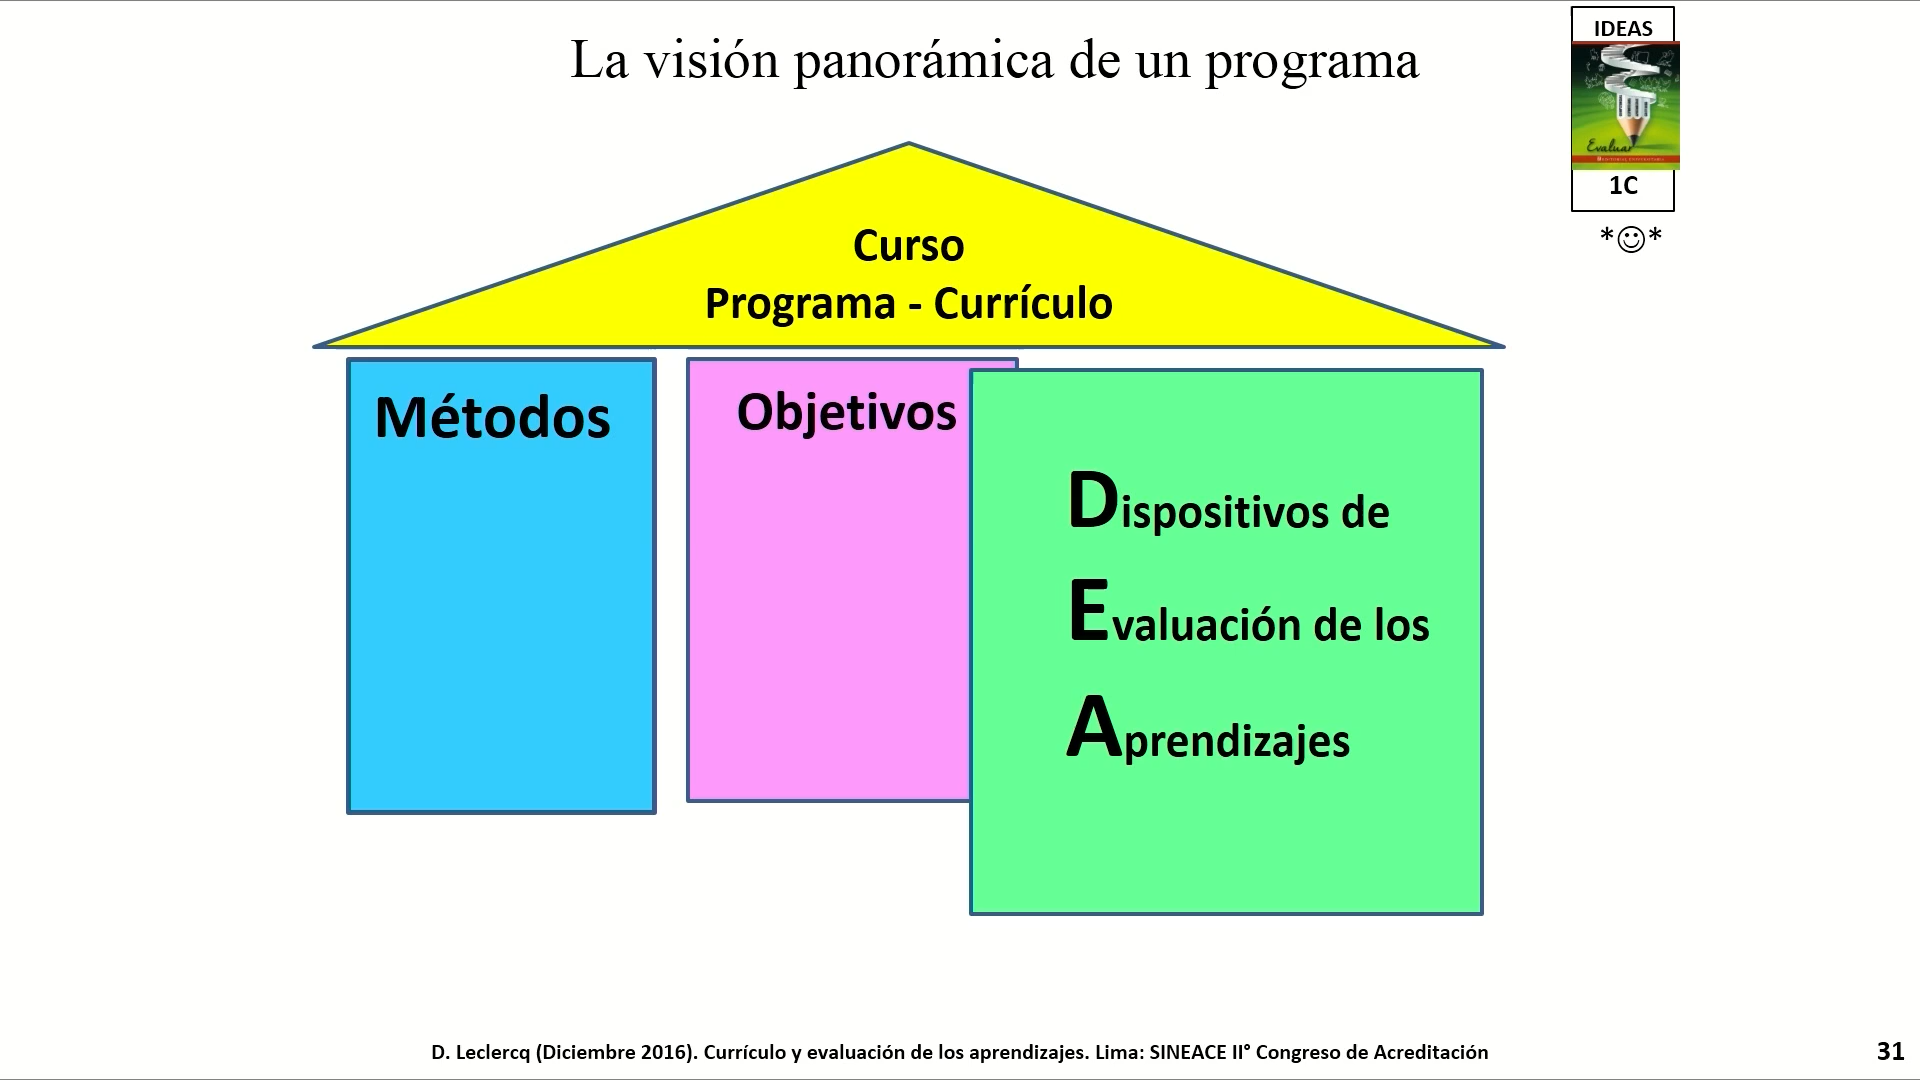 La visión panorámica de un programa
IDEAS
Evaluar
1C
*☺*
Curso
Programa - Currículo
Métodos
Objetivos
Dispositivos de
Evaluación de los
Aprendizajes
D. Leclercq (Diciembre 2016). Currículo y evaluación de los aprendizajes. Lima: SINEACE II° Congreso de Acreditación
31